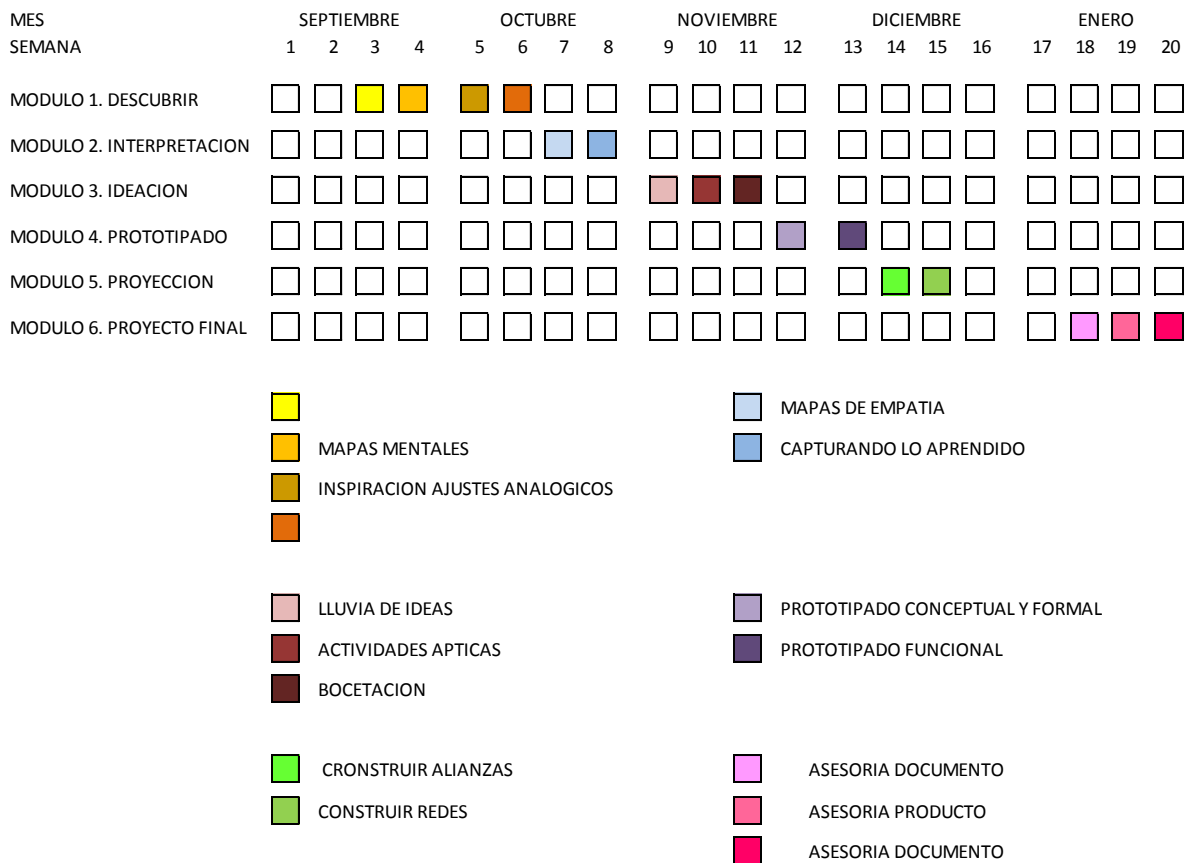 MES SEPTIEMBRE OCTUBRE NOVIEMBRE DICIEMBRE ENERO
SEMANA 1 2 3 4 5 6 7 8 9 10 11 12 13 14 15 16 17 18 19 20
MODULO 1. DESCUBRIR
MODULO 2. INTERPRETACION
MODULO 3. IDEACION
MODULO 4. PROTOTIPADO
MODULO 5. PROYECCION
MODULO 6. PROYECTO FINAL
MAPAS DE EMPATIA
MAPAS MENTALES CAPTURANDO LO APRENDIDO
INSPIRACION AJUSTES ANALOGICOS
LLUVIA DE IDEAS PROTOTIPADO CONCEPTUAL Y FORMAL
ACTIVIDADES APTICAS PROTOTIPADO FUNCIONAL
BOCETACION
CRONSTRUIR ALIANZAS ASESORIA DOCUMENTO
CONSTRUIR REDES ASESORIA PRODUCTO
ASESORIA DOCUMENTO